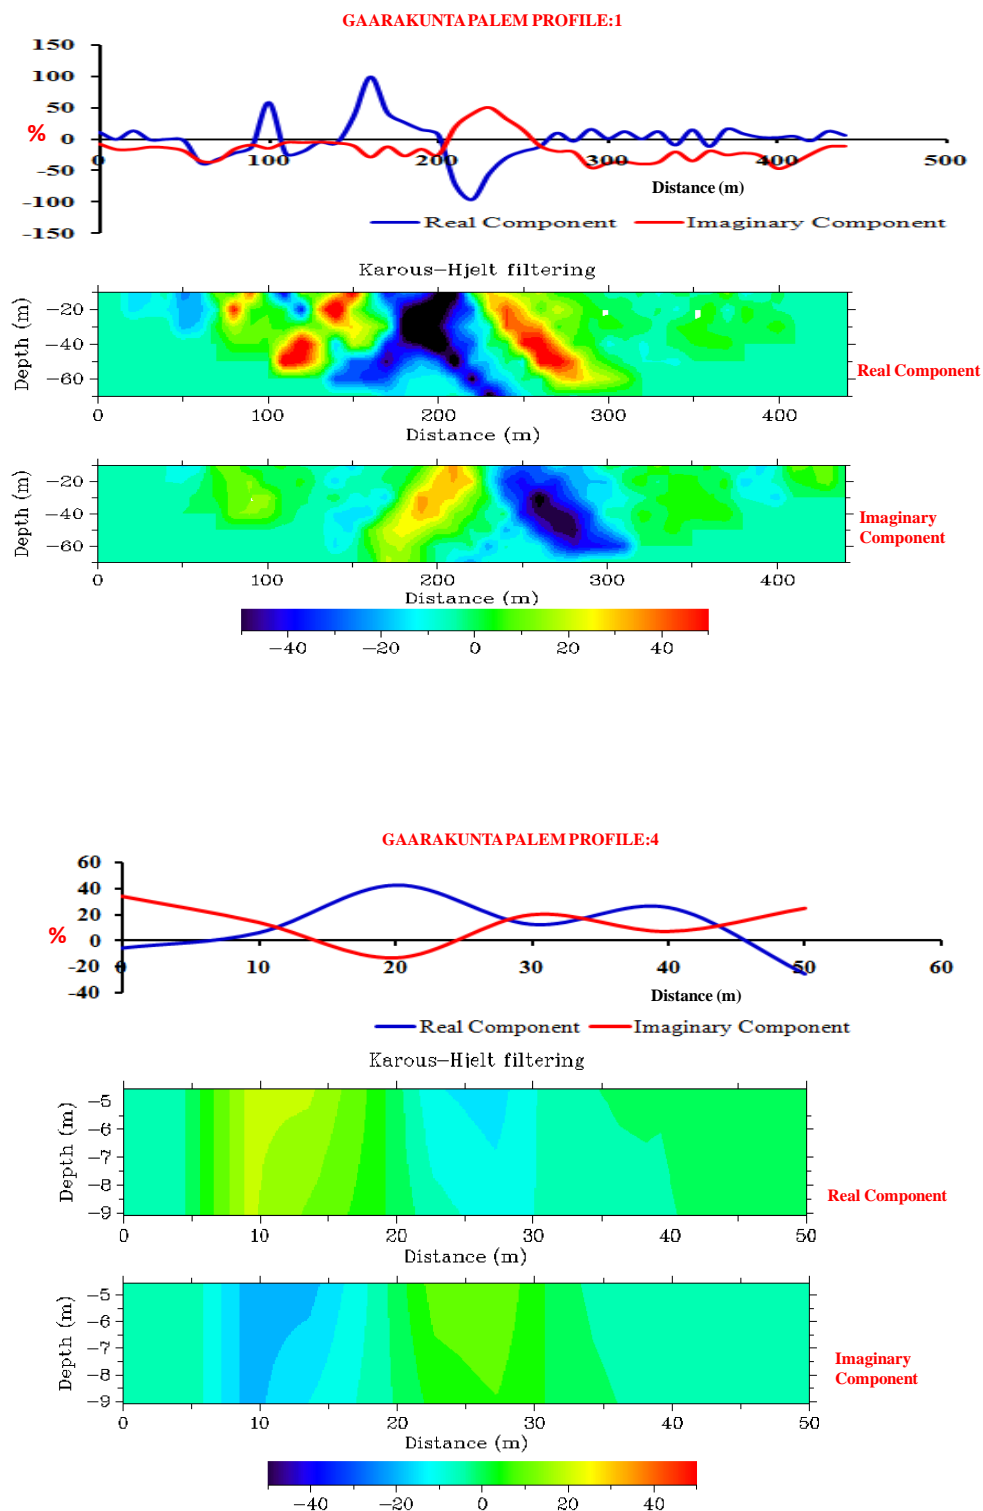 GAARAKUNTA PALEM PROFILE:1
150
100
50
%
0
-50
-100
-150
0 100 200 300 400 500
Distance (m)
Real Component Imaginary Component
Karous-Hjelt filtering
Depth (m)
-20
-40
-60
Real Component
0 100 200 300 400
Distance (m)
Depth (m)
-20
-40
-60
Imaginary
Component
0 100 200 300 400
Distance (m)
-40 -20 0 20 40
GAARAKUNTA PALEM PROFILE:4
60
40
20
%
0
-20
-40
0 10 20 30 40 50 60
Distance (m)
Real Component Imaginary Component
Karous-Hjelt filtering
Depth (m)
-5
-6
-7
-8
-9
Real Component
0 10 20 30 40 50
Distance (m)
Depth (m)
-5
-6
-7
-8
-9
Imaginary
Component
0 10 20 30 40 50
Distance (m)
-40 -20 0 20 40